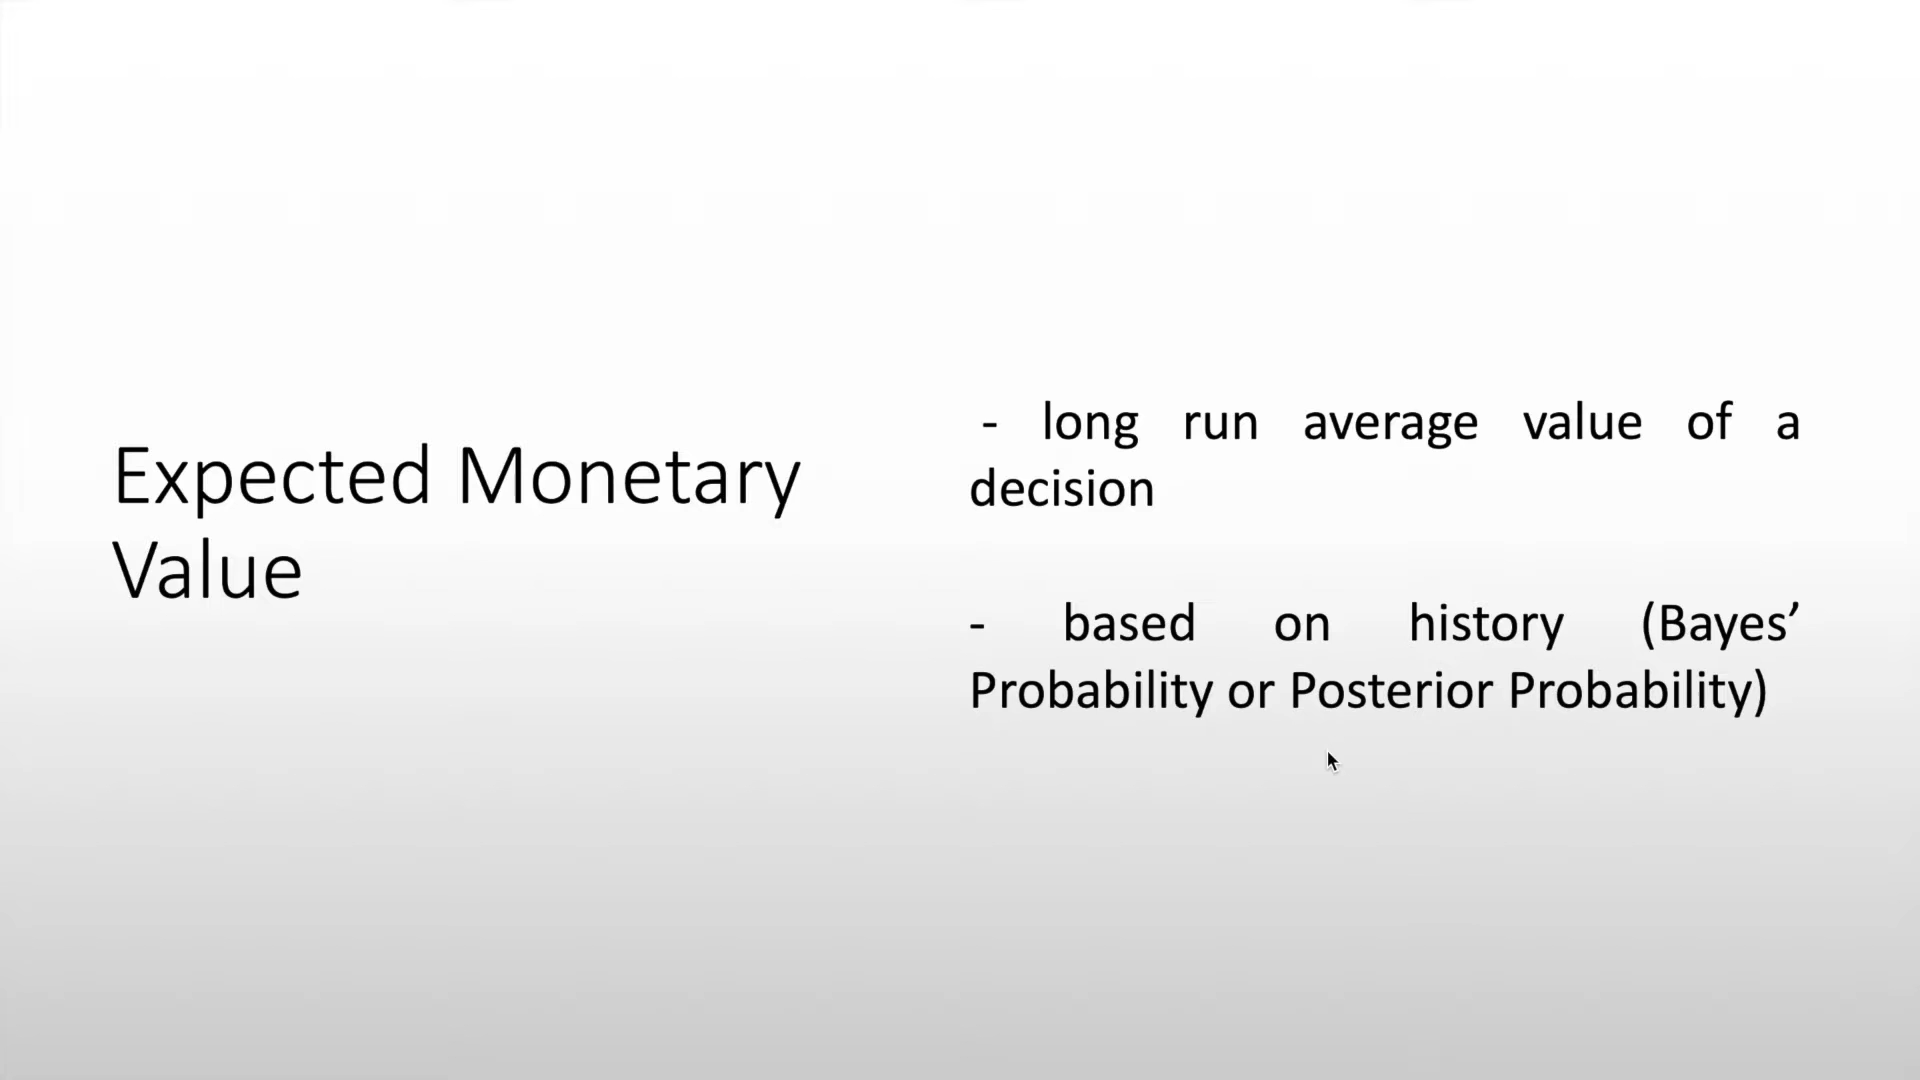 Expected Monetary
Value
- long run average value of a
decision
- based on history (Bayes’
Probability or Posterior Probability)